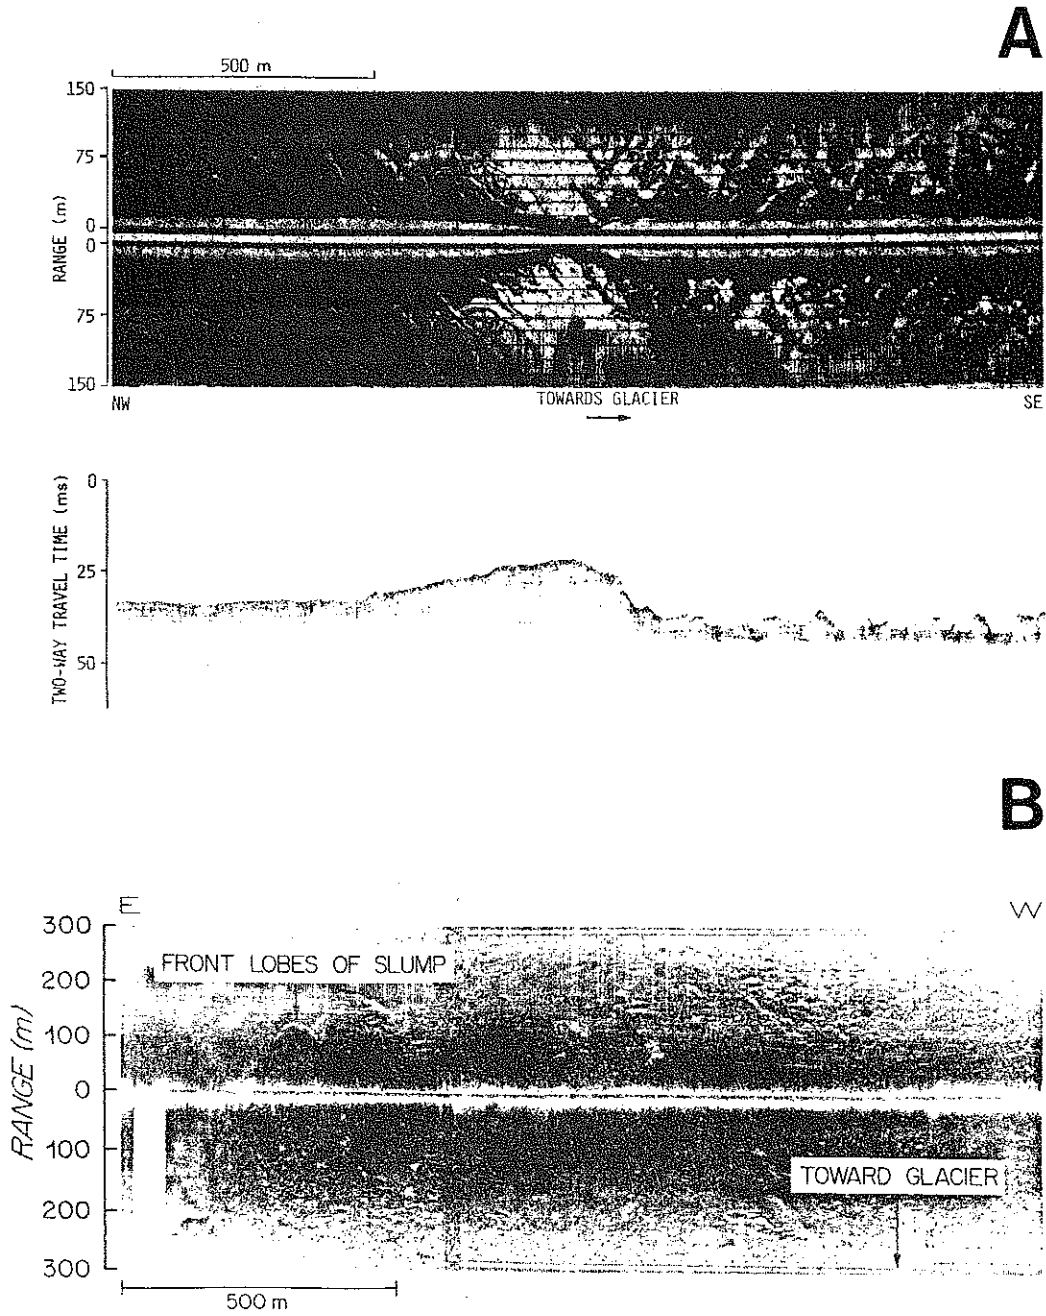 A
500 m
150
75
0
0
75
150
RANGE (m)
NW
TOWARDS GLACIER
SE
0
25
50
TWO-WAY TRAVEL TIME (ms)
B
E
W
300
200
100
0
100
200
300
RANGE (m)
FRONT LOBES OF SLUMP
TOWARD GLACIER
500 m